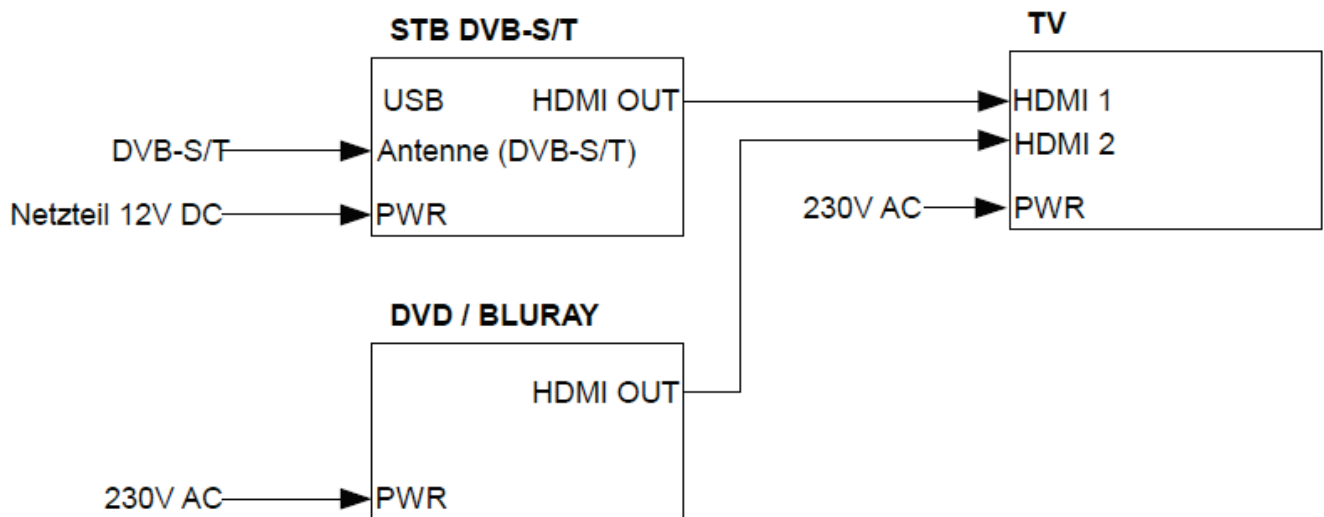 STB DVB-S/T
TV
USB HDMI OUT
HDMI 1
DVB-S/T
Antenne (DVB-S/T)
HDMI 2
Netzteil 12V DC
PWR
230V AC
PWR
DVD / BLURAY
HDMI OUT
230V AC
PWR